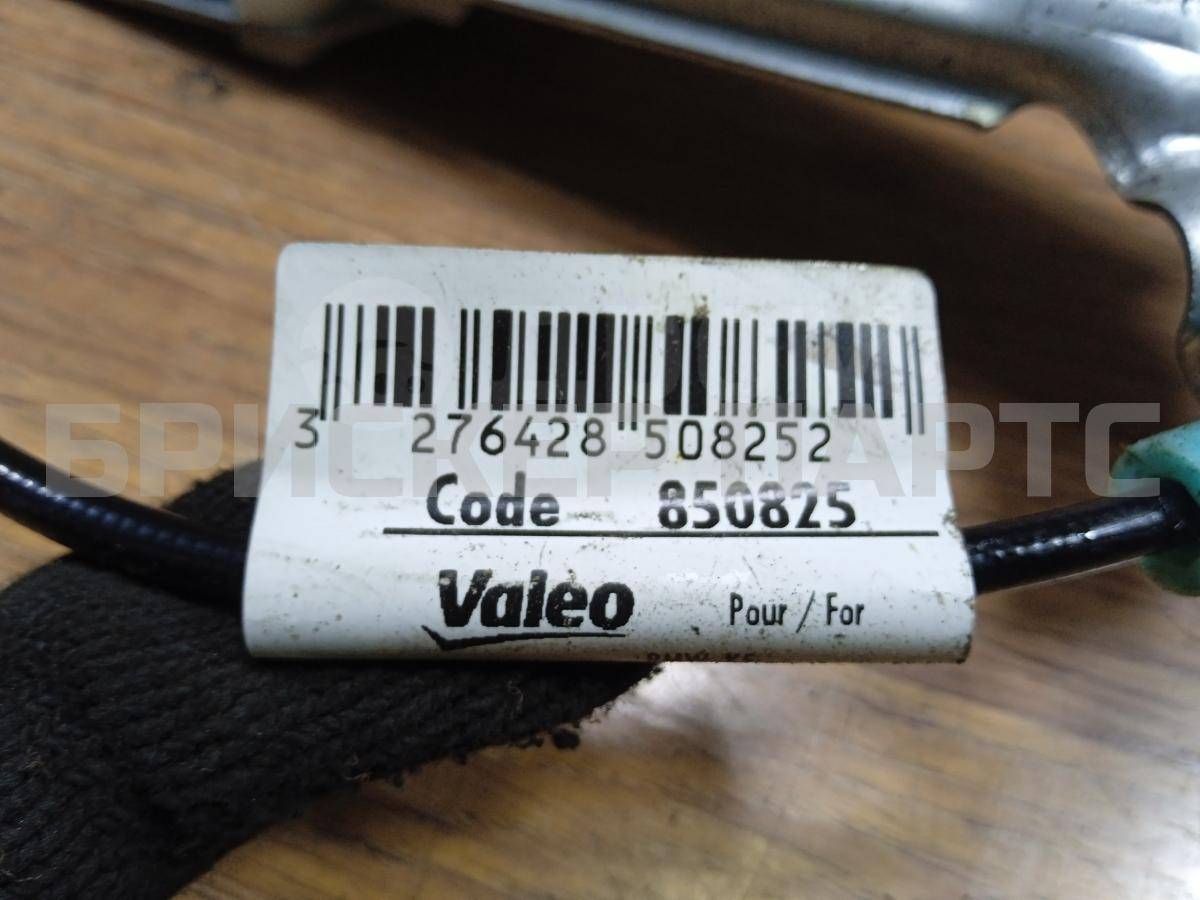 3 276428 508252
БРИСКЕР ПАРТС
Code 850825
Valeo Pour / For